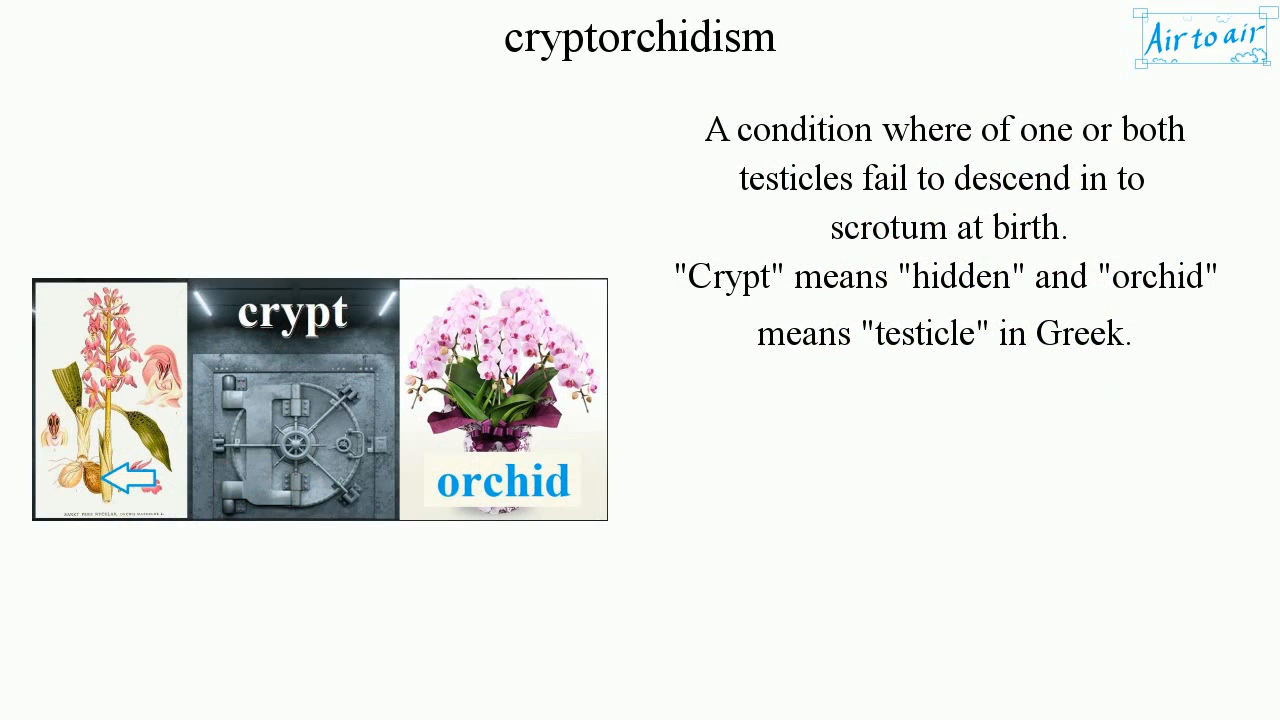 cryptorchidism
Air to air
A condition where of one or both
testicles fail to descend in to
scrotum at birth.
"Crypt" means "hidden" and "orchid"
means "testicle" in Greek.
crypt
orchid